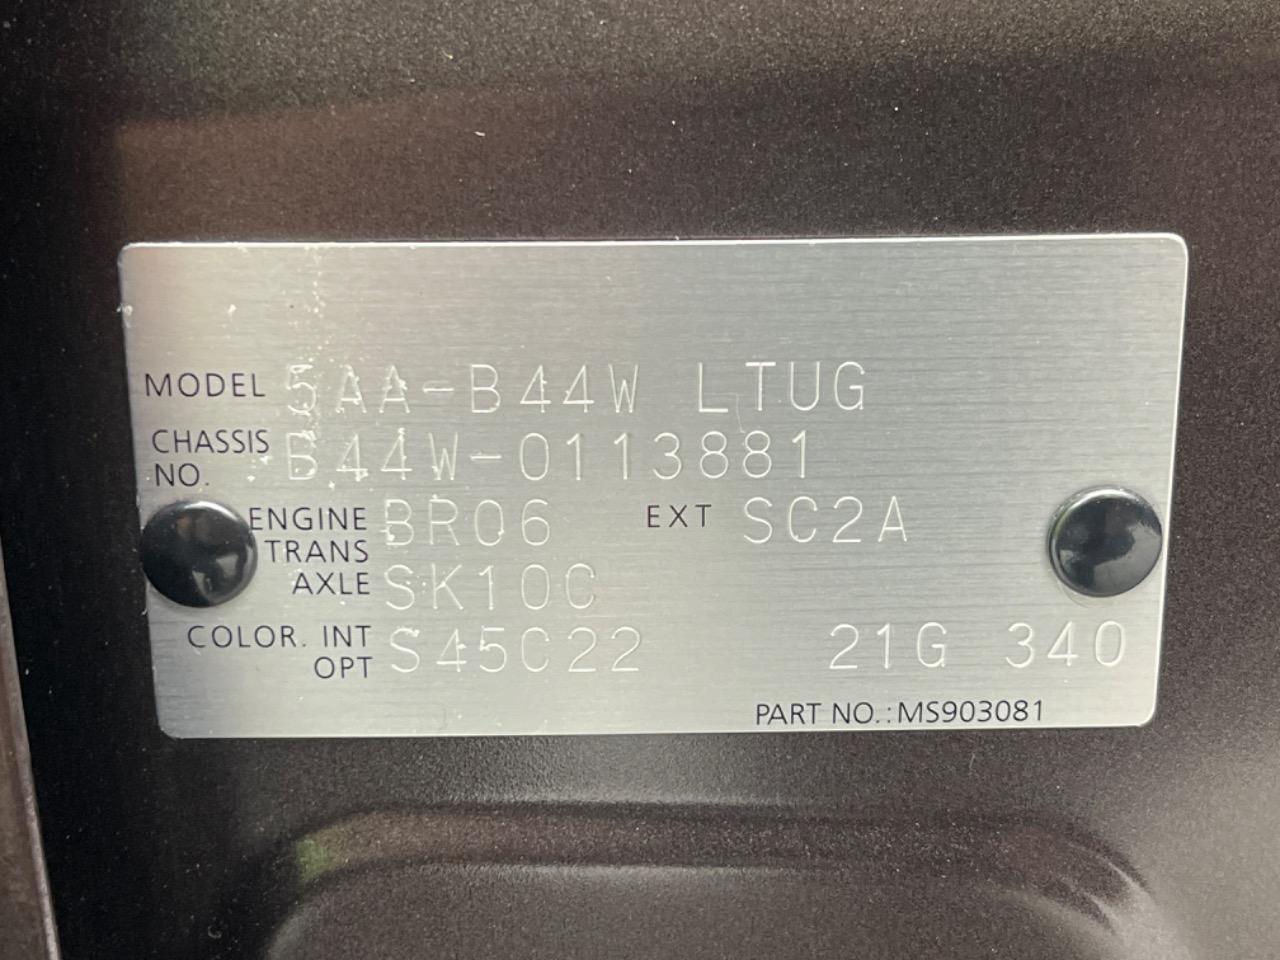 MODEL 5AA-B44W LTUG
CHASSIS NO. B44W-0113881
ENGINE BR06 EXT SC2A
TRANS AXLE SK10C
COLOR. INT OPT S45C22 21G 340
PART NO.:MS903081